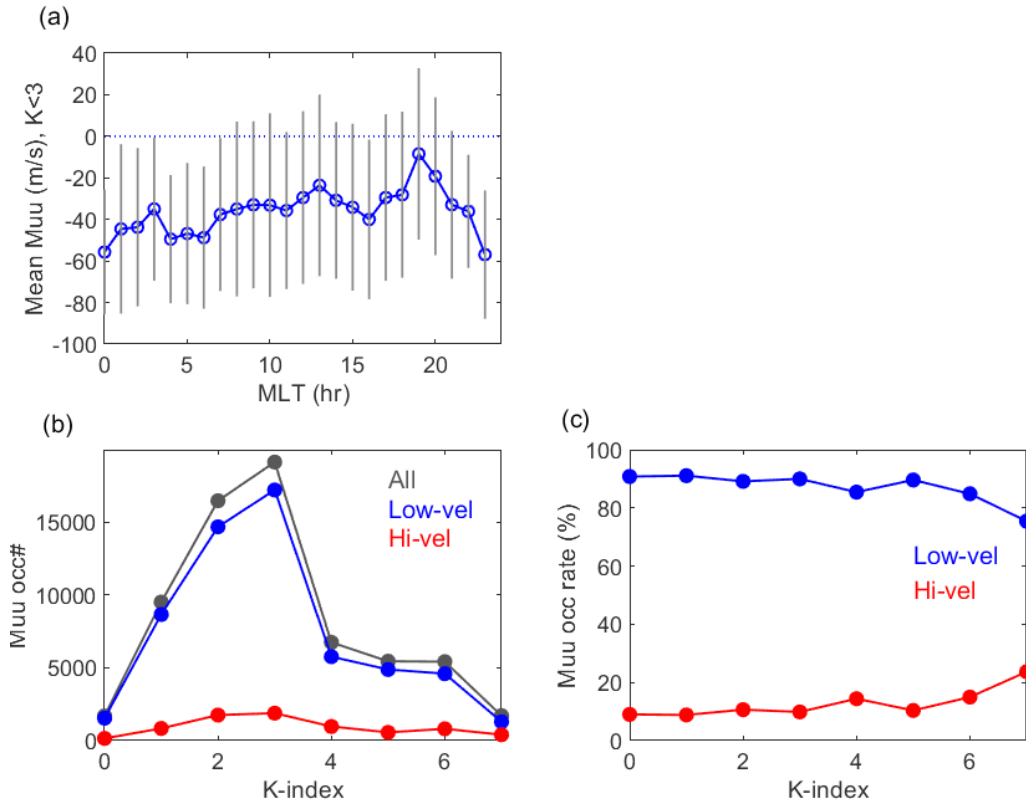 (a)
Mean Muu (m/s), K<3
40
20
0
-20
-40
-60
-80
-100
0 5 10 15 20
MLT (hr)
(b)
Muu occ#
15000
10000
5000
0
All
Low-vel
Hi-vel
0 2 4 6
K-index
(c)
Muu occ rate (%)
100
80
60
40
20
0
Low-vel
Hi-vel
0 2 4 6
K-index